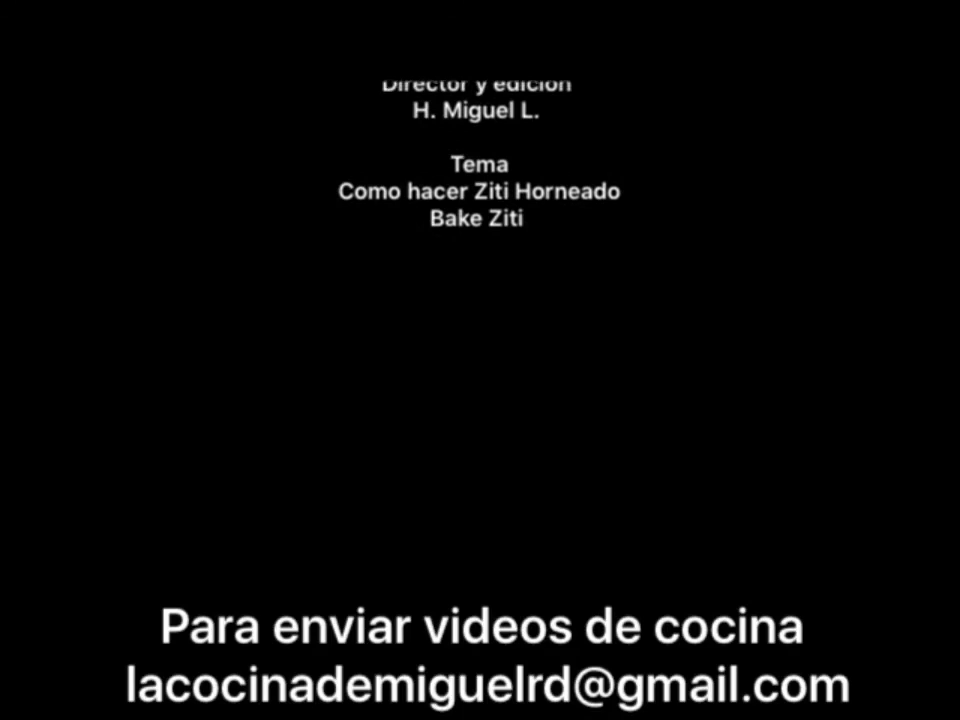 Director y edición
H. Miguel L.
Tema
Como hacer Ziti Horneado
Bake Ziti
Para enviar videos de cocina
lacocinademiguelrd@gmail.com